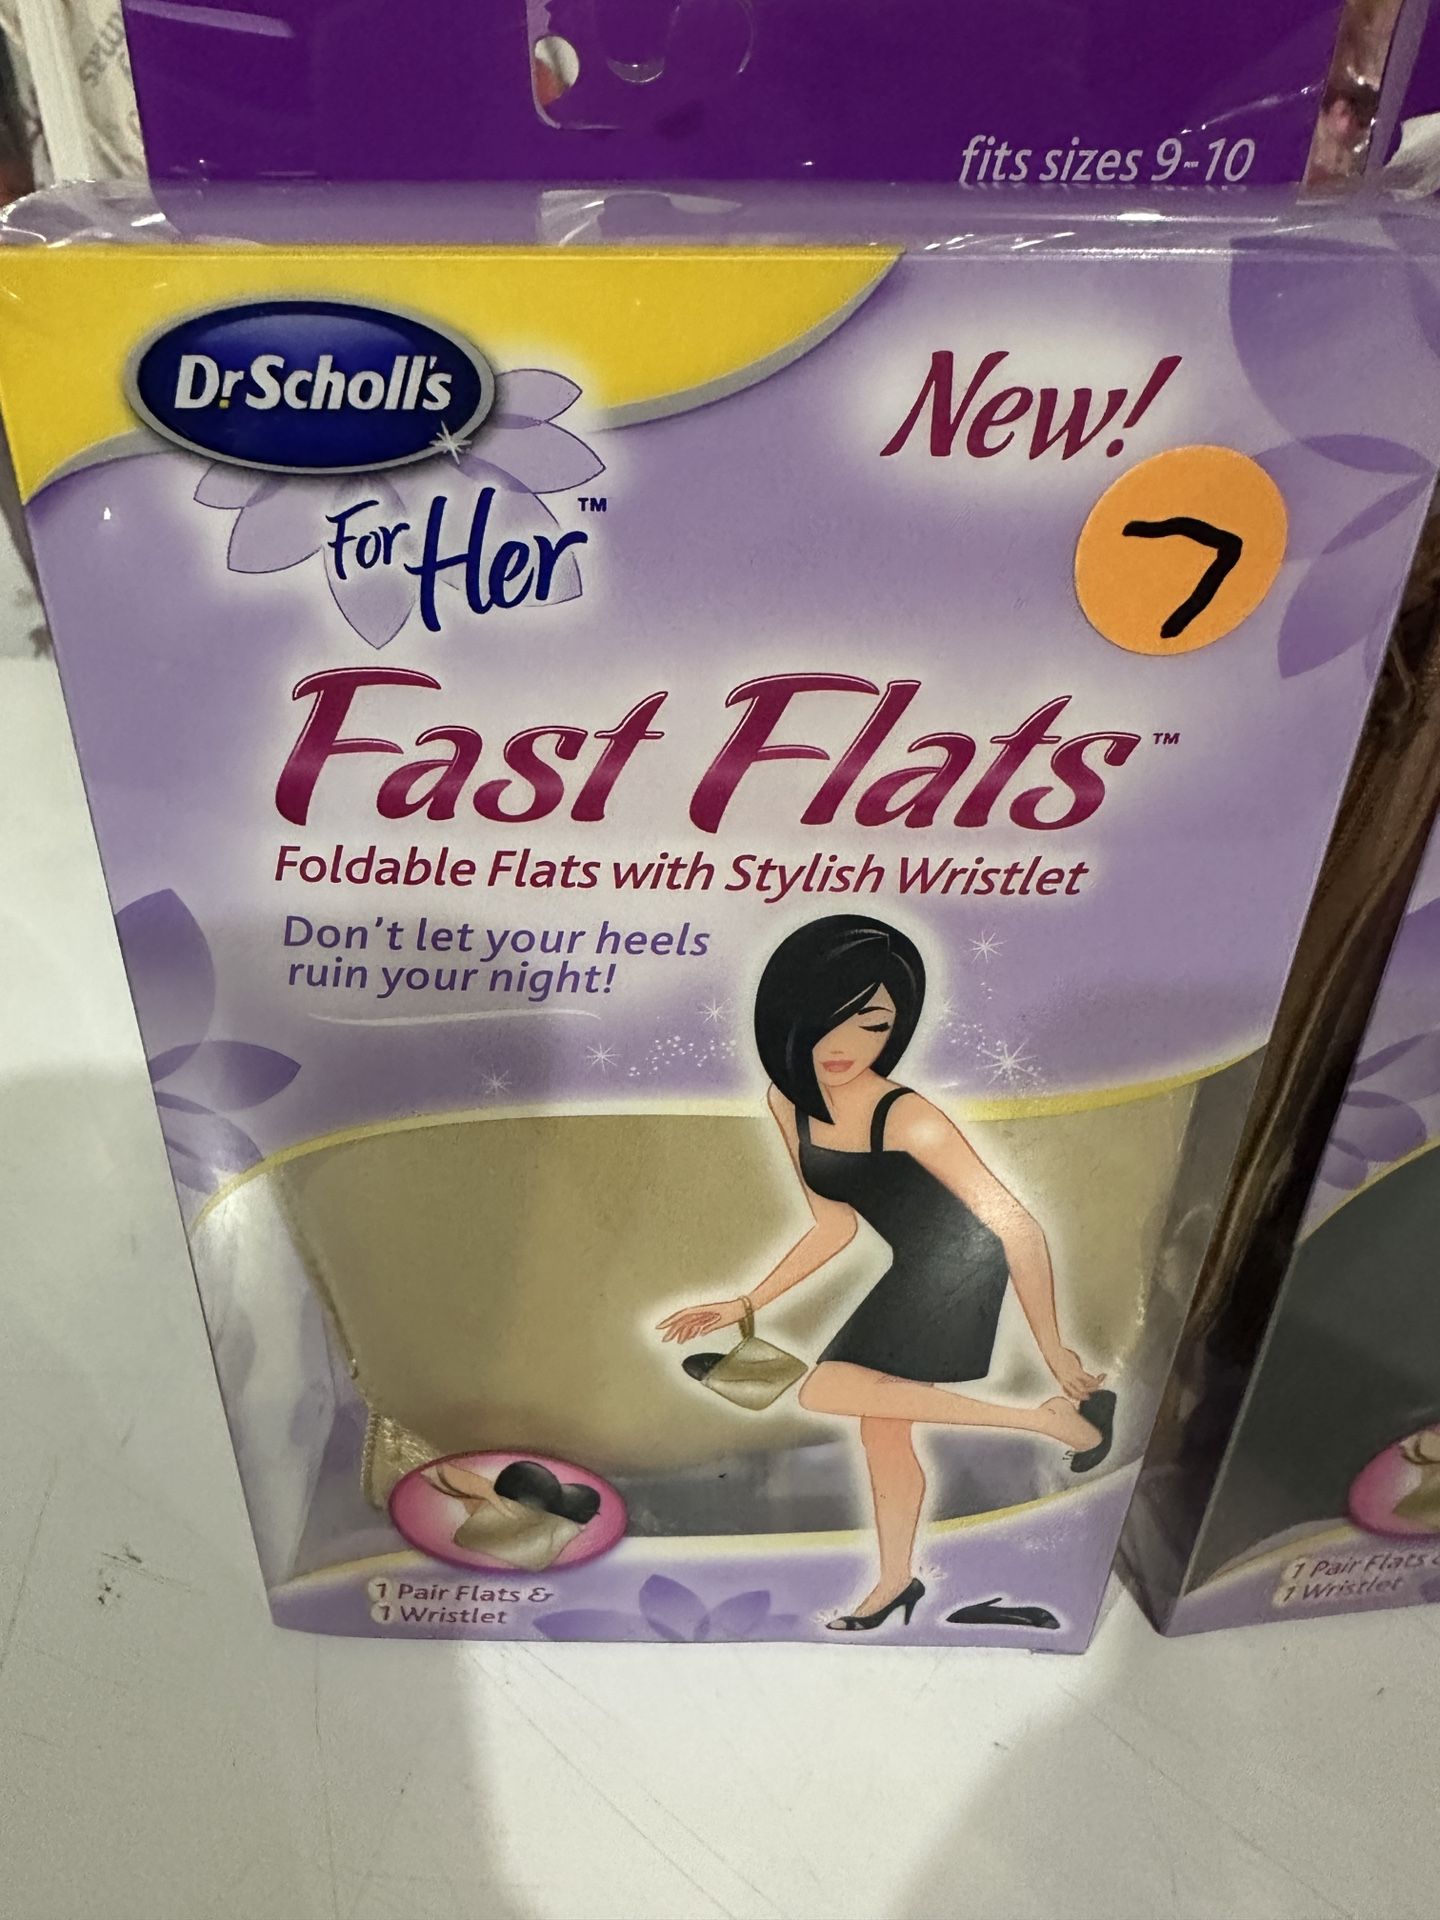 fits sizes 9-10
Dr.Scholl's
For Her™
New!
7
Fast Flats™
Foldable Flats with Stylish Wristlet
Don't let your heels
ruin your night!
1 Pair Flats &
1 Wristlet
1 Pair Flats &
1 Wristlet